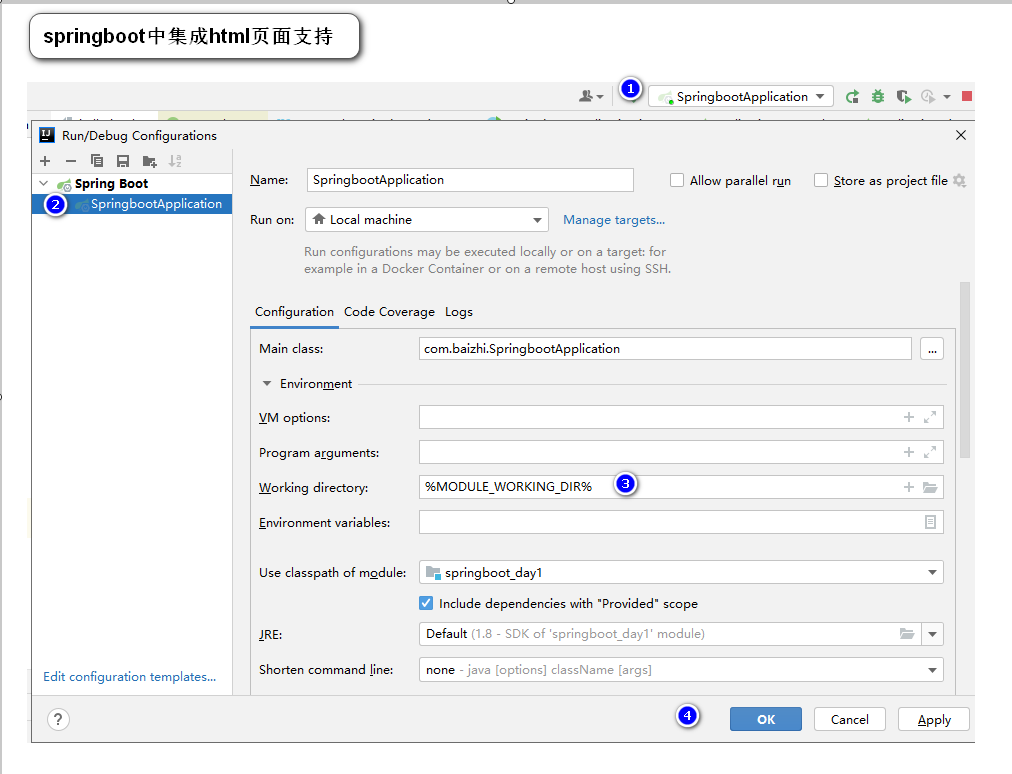 springboot中集成html页面支持
1
SpringbootApplication
Run/Debug Configurations
Spring Boot
2 SpringbootApplication
Name: SpringbootApplication
Allow parallel run
Store as project file
Run on: Local machine
Manage targets...
Run configurations may be executed locally or on a target: for
example in a Docker Container or on a remote host using SSH.
Configuration Code Coverage Logs
Main class: com.baizhi.SpringbootApplication ...
Environment
VM options:
Program arguments:
Working directory: %MODULE_WORKING_DIR% 3
Environment variables:
Use classpath of module: springboot_day1
Include dependencies with "Provided" scope
JRE: Default (1.8 - SDK of 'springboot_day1' module)
Shorten command line: none - java [options] className [args]
Edit configuration templates...
? 4 OK Cancel Apply